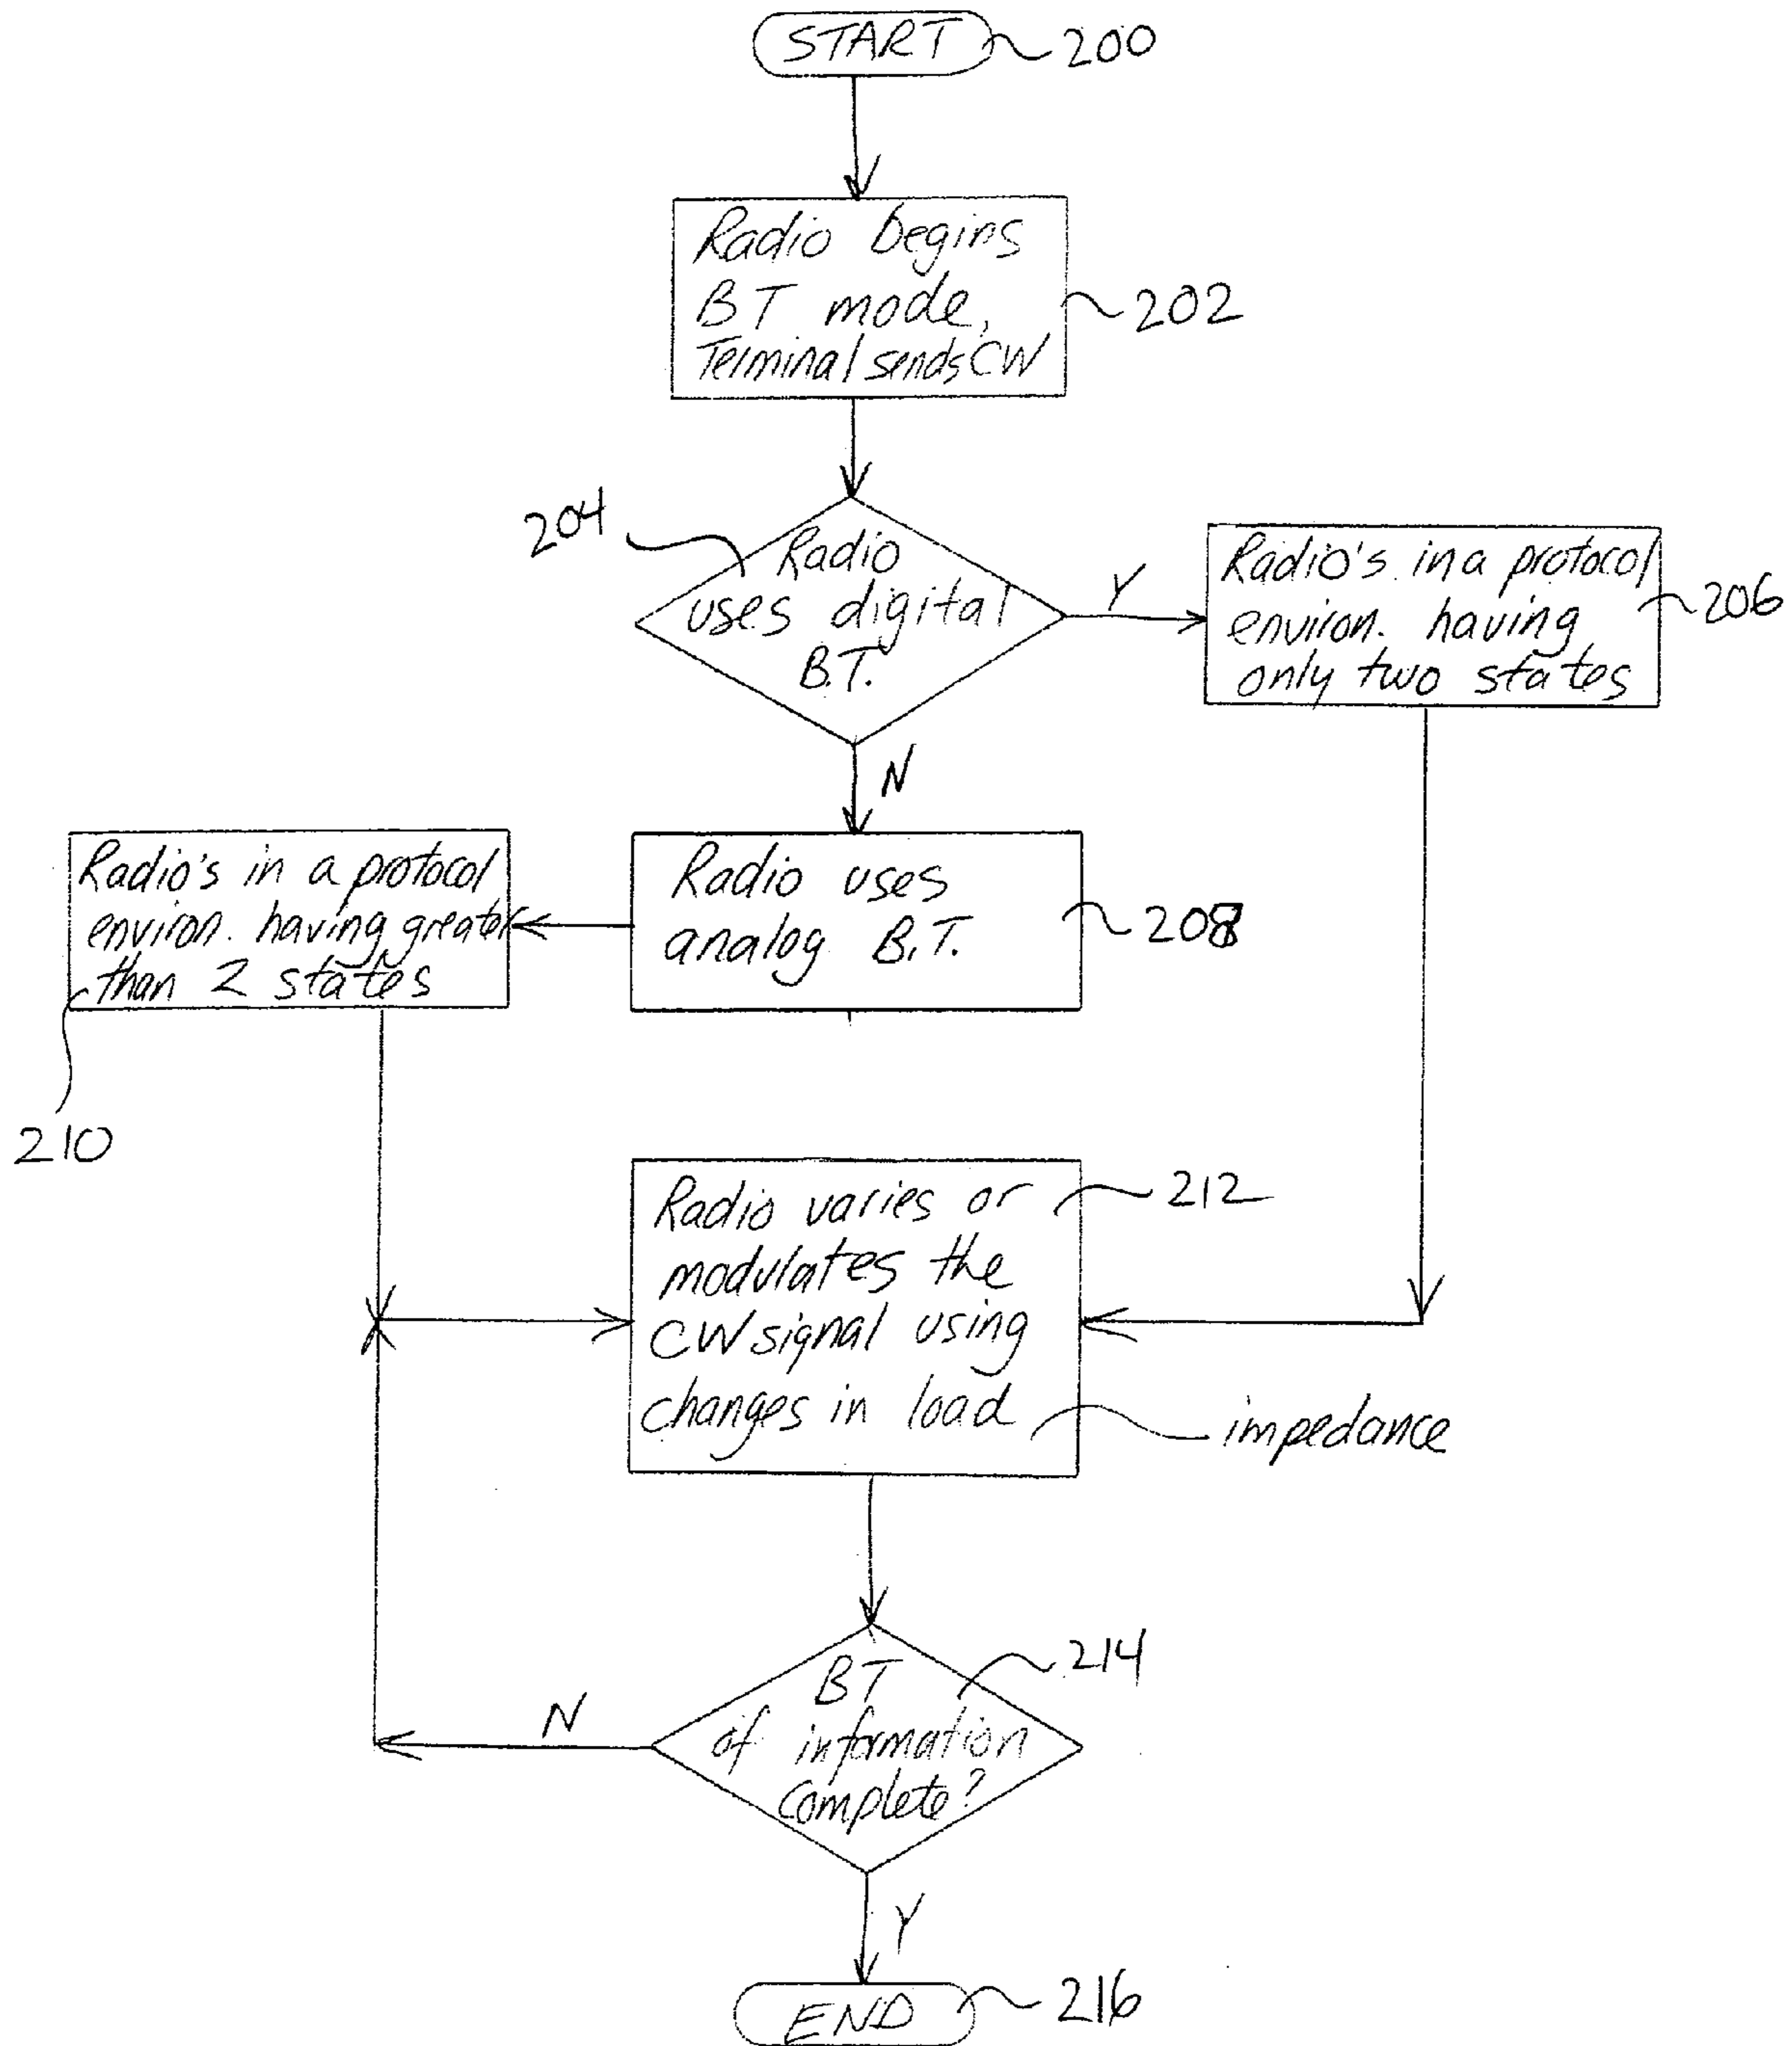 START 200
Radio begins
BT mode,
Terminal sends CW
202
204
Radio
uses digital
B.T.
Y
Radio's in a protocol
environ. having
only two states
206
N
Radio's in a protocol
environ. having greater
than 2 states
210
Radio uses
analog B.T.
208
Radio varies or
modulates the
CW signal using
changes in load
212
impedance
BT
of information
complete?
214
N
Y
END 216